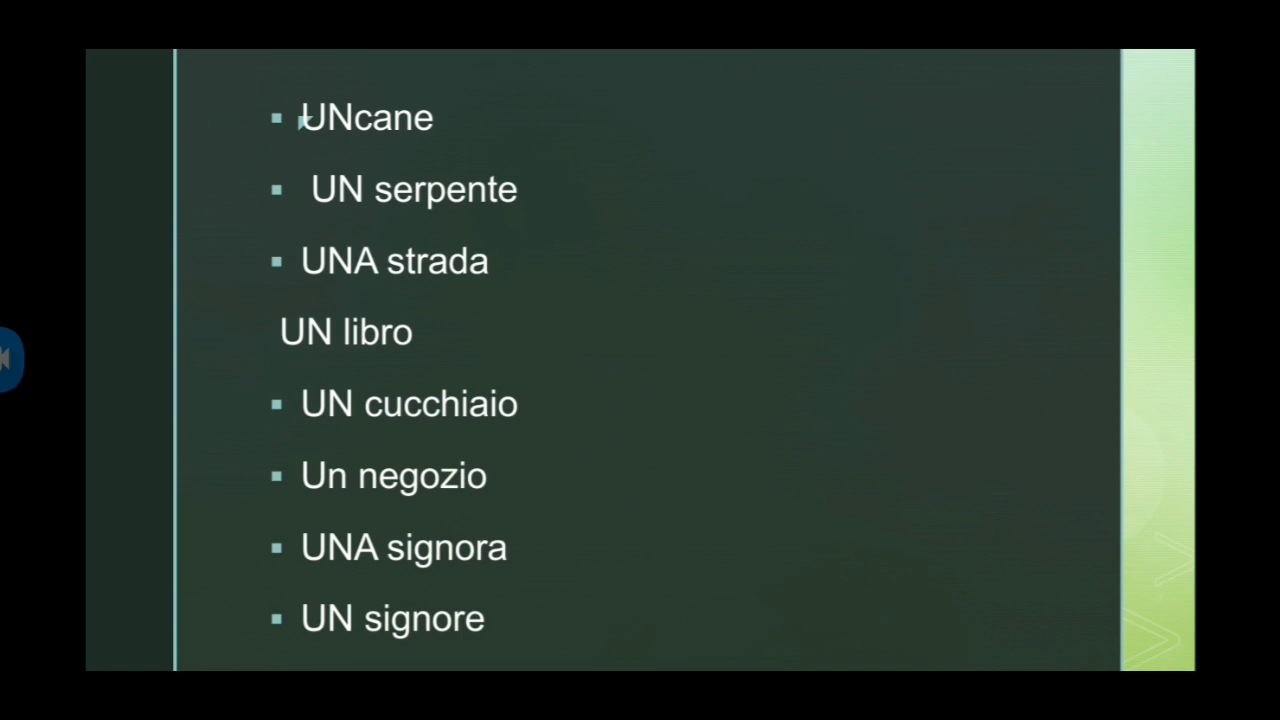 UNcane
UN serpente
UNA strada
UN libro
UN cucchiaio
Un negozio
UNA signora
UN signore